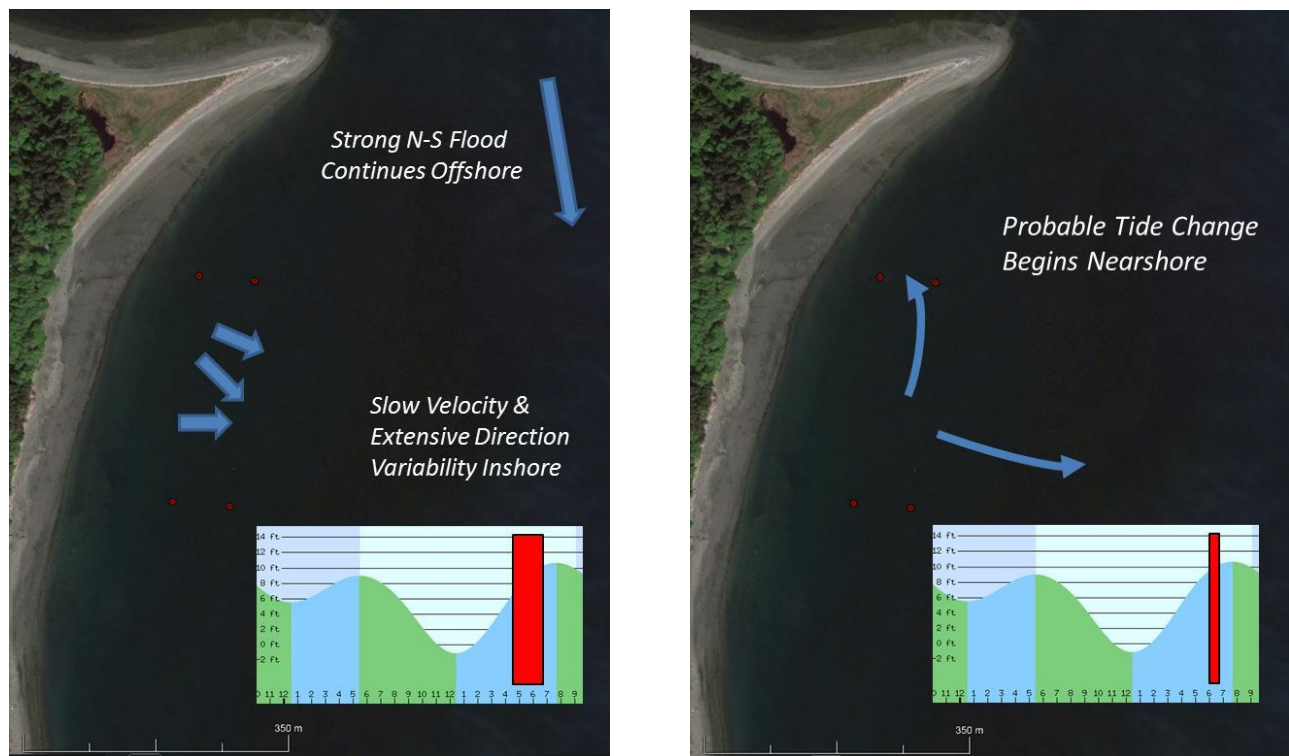 Strong N-S Flood
Continues Offshore
Slow Velocity &
Extensive Direction
Variability Inshore
14 ft
12 ft
10 ft
8 ft
6 ft
4 ft
2 ft
0 ft
-2 ft
0 11 12 1 2 3 4 5 6 7 8 9 10 11 12 1 2 3 4 5 6 7 8 9
350 m
Probable Tide Change
Begins Nearshore
14 ft
12 ft
10 ft
8 ft
6 ft
4 ft
2 ft
0 ft
-2 ft
0 11 12 1 2 3 4 5 6 7 8 9 10 11 12 1 2 3 4 5 6 7 8 9
350 m